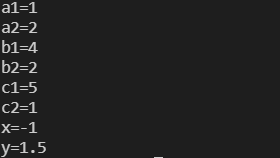 a1=1
a2=2
b1=4
b2=2
c1=5
c2=1
x=-1
y=1.5